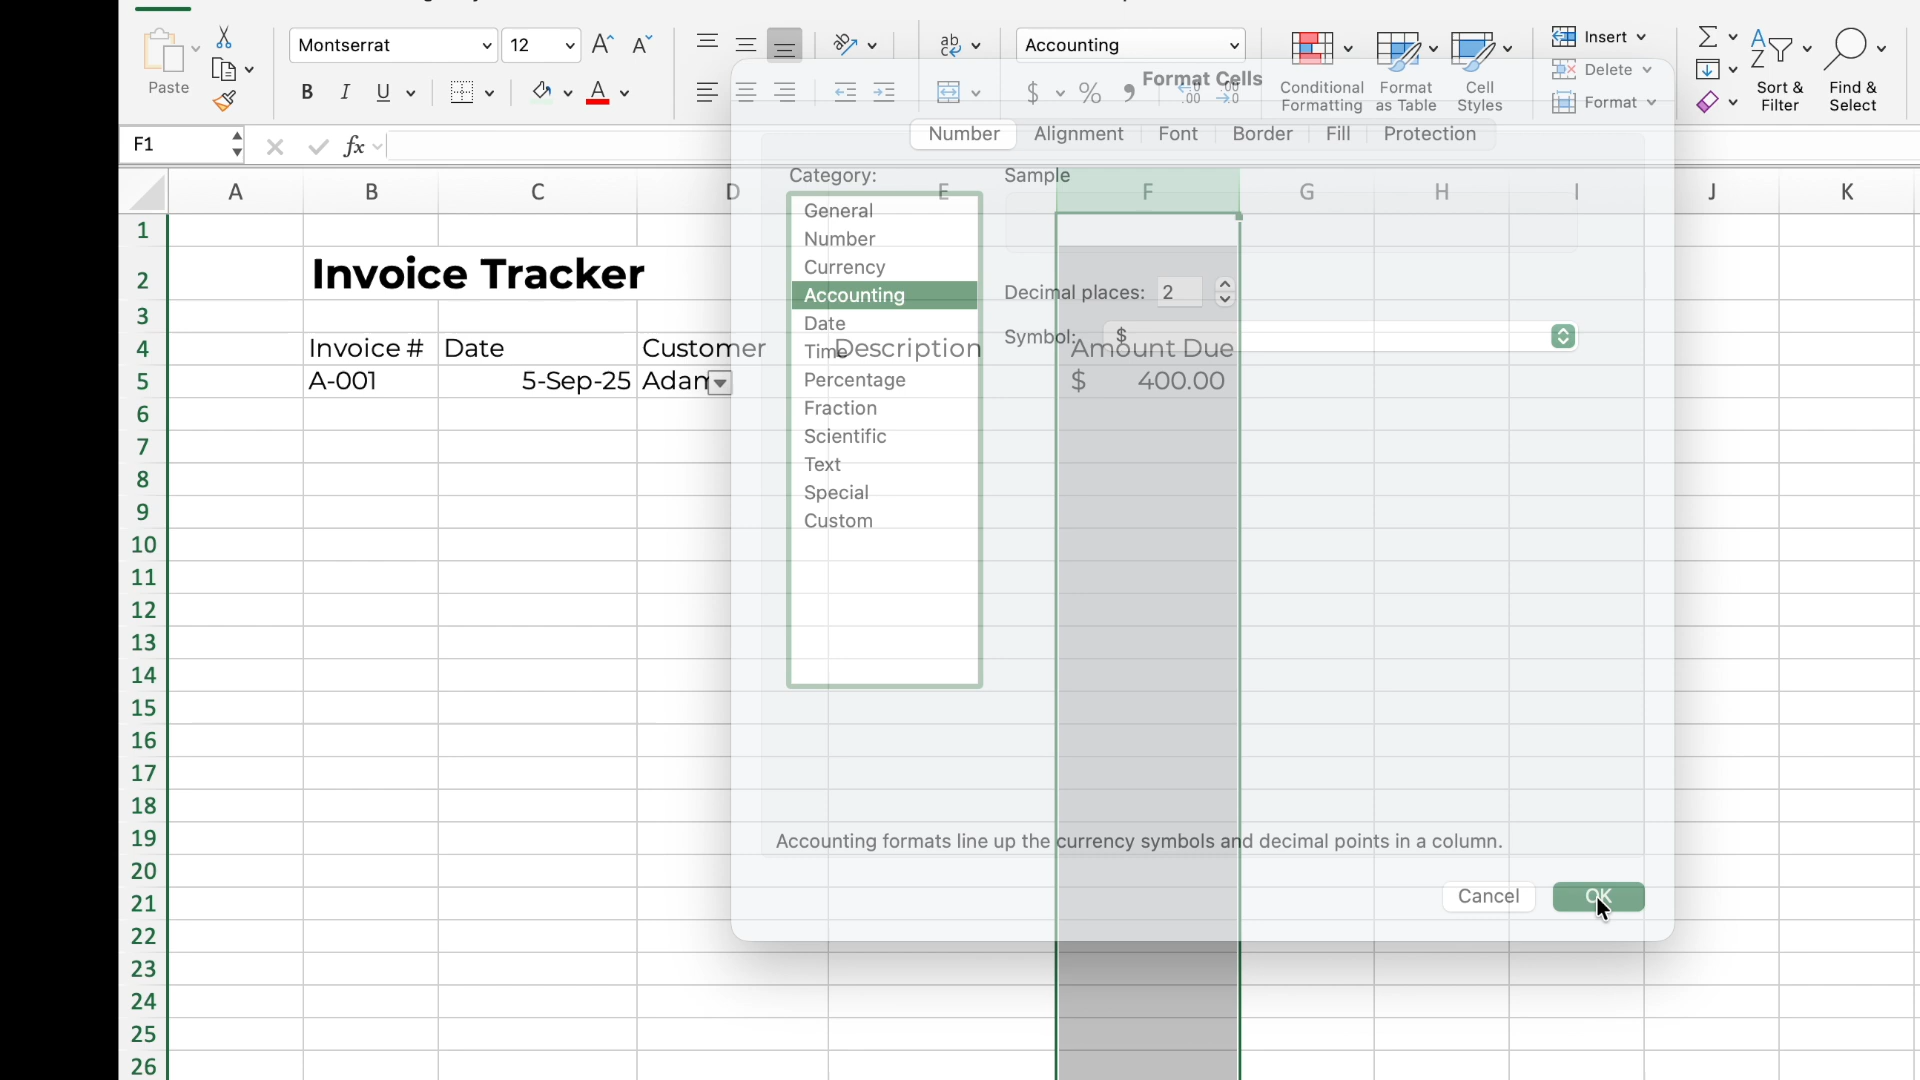 Montserrat
12
Accounting
Insert
Paste
Delete
Format Cells
B I U
$ % 9
Conditional Formatting
Format as Table
Cell Styles
Format
Sort & Filter
Find & Select
F1
fx
Number Alignment Font Border Fill Protection
Category:
Sample
A B C D E F G H I J K
General
Number
Currency
Accounting
Date
Time
Percentage
Fraction
Scientific
Text
Special
Custom
Decimal places: 2
Symbol: $
1
2 Invoice Tracker
3
4 Invoice # Date Customer Description Amount Due
5 A-001 5-Sep-25 Adam $ 400.00
6
7
8
9
10
11
12
13
14
15
16
17
18
19
20
21
22
23
24
25
26
Accounting formats line up the currency symbols and decimal points in a column.
Cancel OK